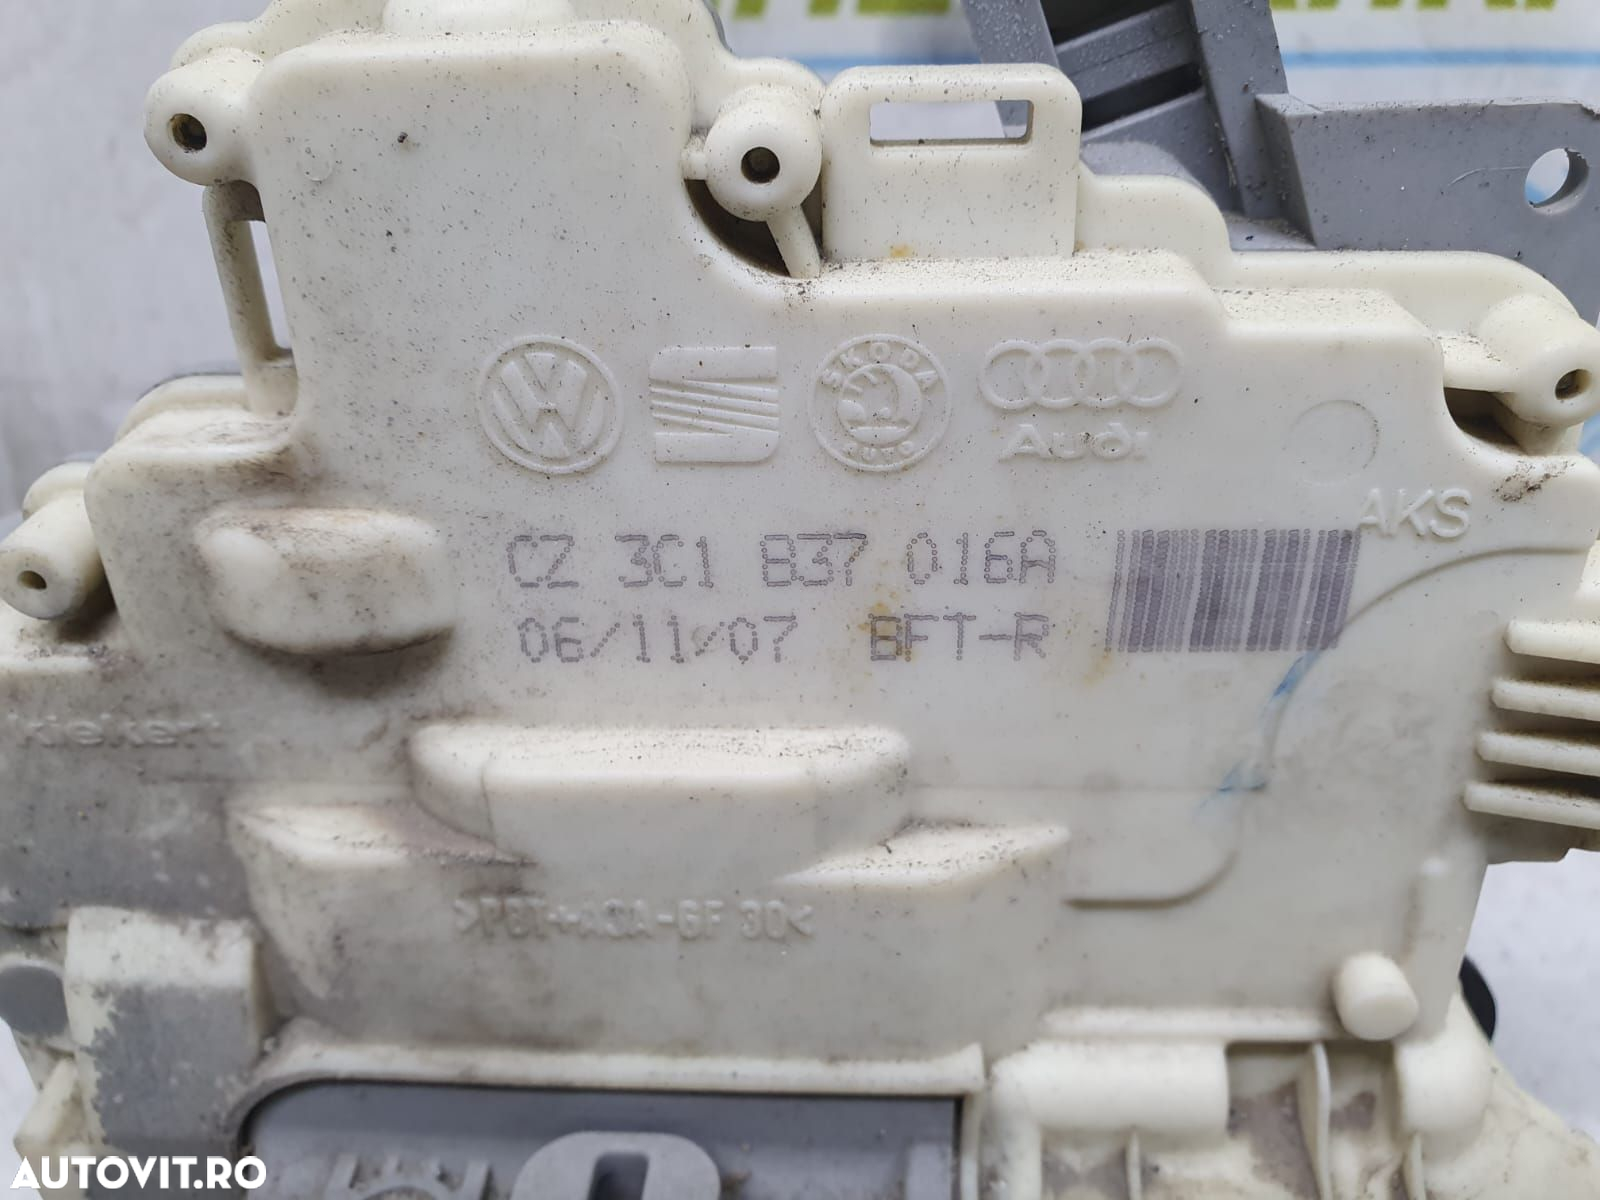 SKODA
AUTO
Audi
AKS
CZ 3C1 837 016A
06/11/07 BFT-R
kiekert
>PBT+ASA-GF 30<
AUTOVIT.RO